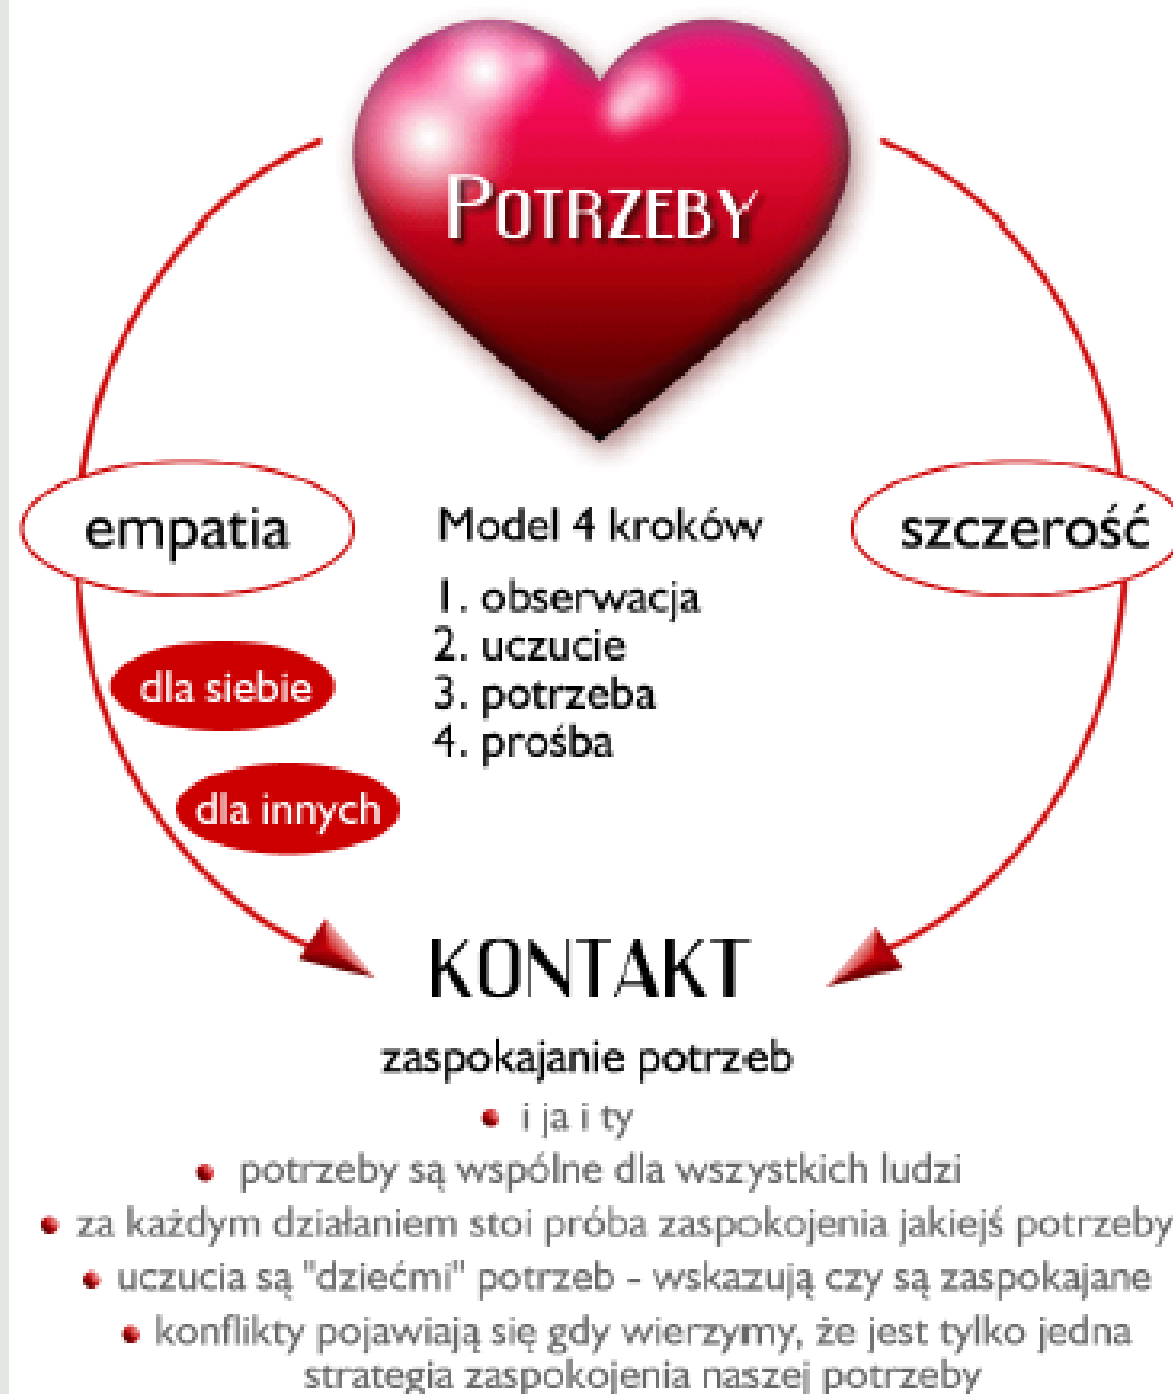 POTRZEBY
empatia
Model 4 kroków
szczerość
1. obserwacja
2. uczucie
3. potrzeba
4. prośba
dla siebie
dla innych
KONTAKT
zaspokajanie potrzeb
• i ja i ty
• potrzeby są wspólne dla wszystkich ludzi
• za każdym działaniem stoi próba zaspokojenia jakiejś potrzeby
• uczucia są "dziećmi" potrzeb - wskazują czy są zaspokajane
• konflikty pojawiają się gdy wierzymy, że jest tylko jedna
strategia zaspokojenia naszej potrzeby